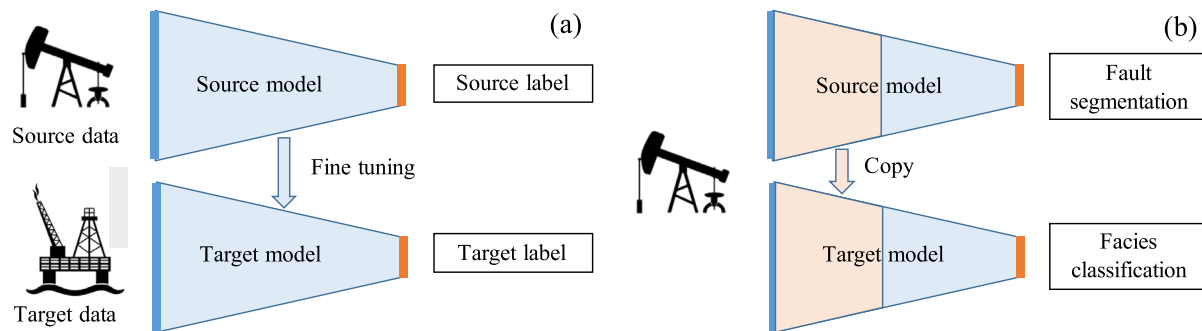 (a)
Source model
Source label
Source data
Fine tuning
Target model
Target label
Target data
(b)
Source model
Fault
segmentation
Copy
Target model
Facies
classification